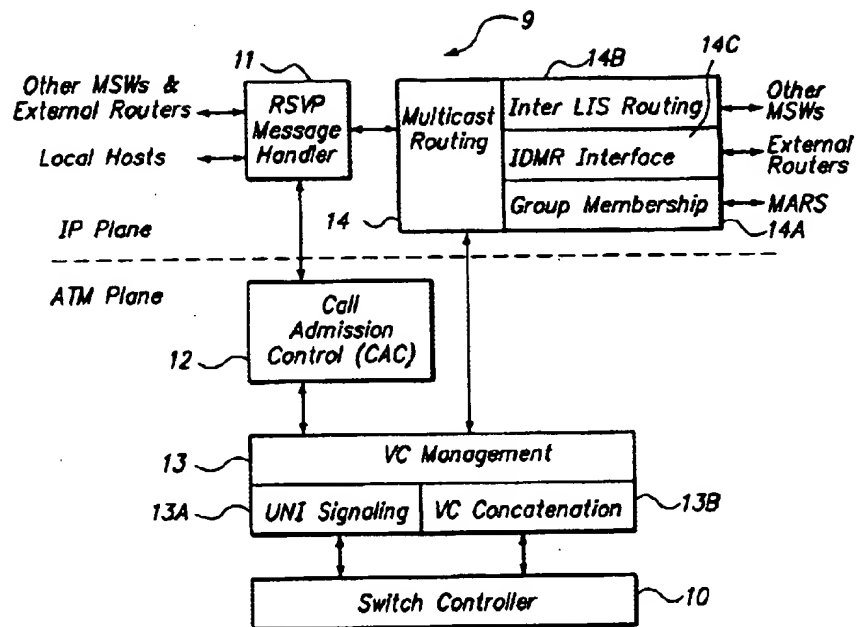 9
11
14B
14C
Other MSWs &
External Routers
RSVP
Message
Handler
Local Hosts
Multicast
Routing
Inter LIS Routing
IDMR Interface
Group Membership
Other
MSWs
External
Routers
MARS
14
14A
IP Plane
ATM Plane
Call
Admission
Control (CAC)
12
13
VC Management
13A
UNI Signaling
VC Concatenation
13B
Switch Controller
10